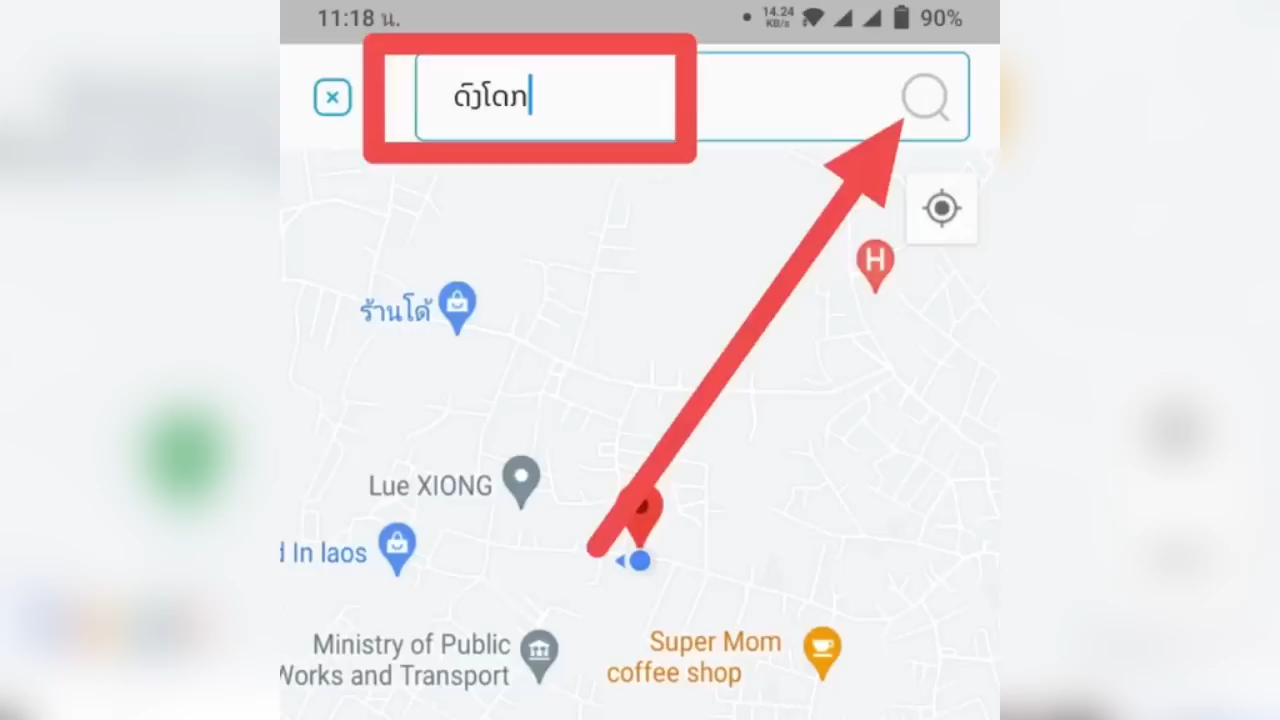 11:18 น.
14.24
KB/s
90%
ດົງໂດກ
H
ร้านโด้
Lue XIONG
d In laos
Ministry of Public
Works and Transport
Super Mom
coffee shop